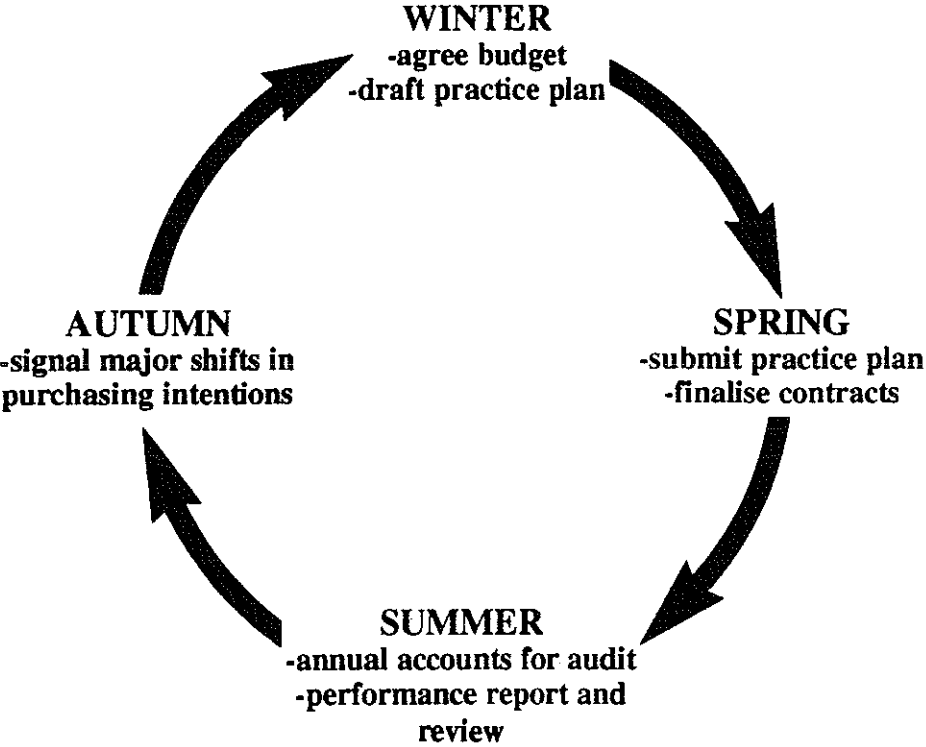 WINTER
-agree budget
-draft practice plan
SPRING
-submit practice plan
-finalise contracts
SUMMER
-annual accounts for audit
-performance report and
review
AUTUMN
-signal major shifts in
purchasing intentions